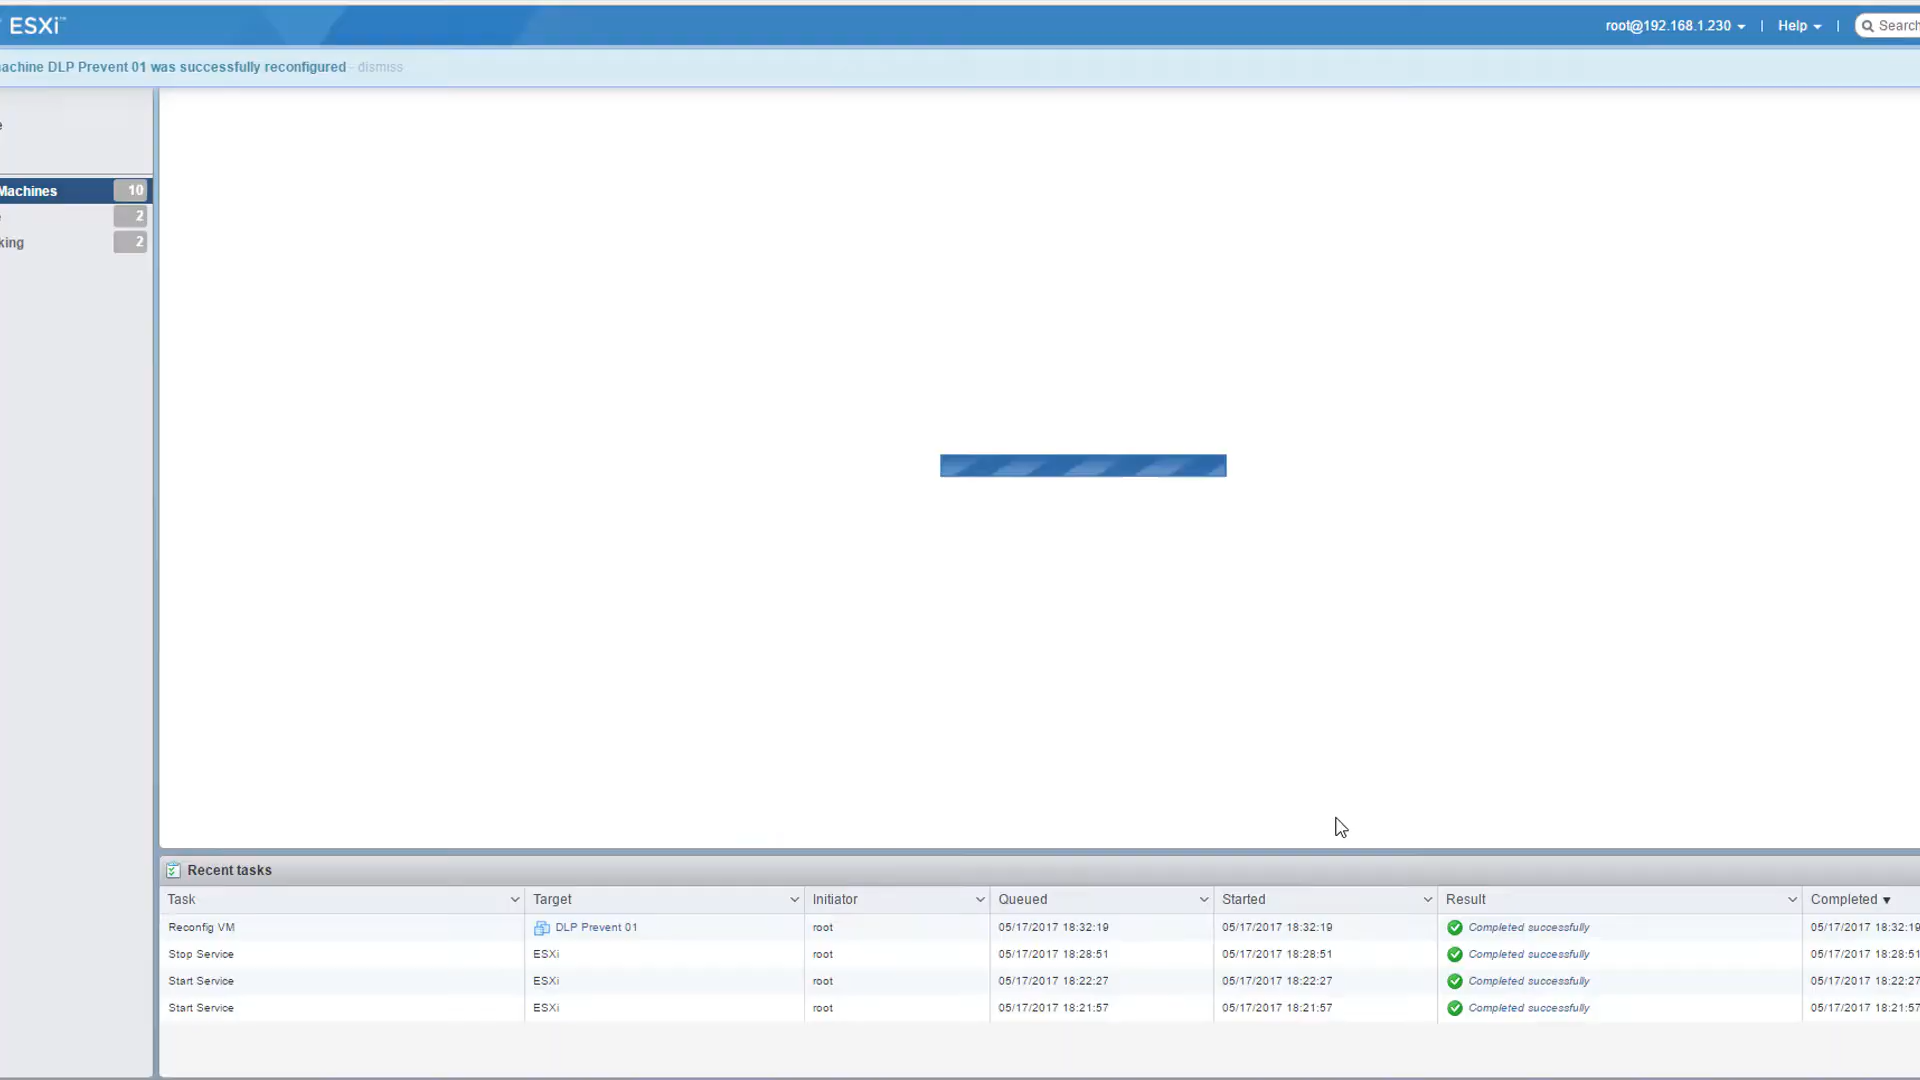 ESXi™ root@192.168.1.230 | Help | Search
achine DLP Prevent 01 was successfully reconfigured - dismiss
e
Machines 10
2
king 2
Recent tasks
Task Target Initiator Queued Started Result Completed ▼
Reconfig VM DLP Prevent 01 root 05/17/2017 18:32:19 05/17/2017 18:32:19 Completed successfully 05/17/2017 18:32:19
Stop Service ESXi root 05/17/2017 18:28:51 05/17/2017 18:28:51 Completed successfully 05/17/2017 18:28:51
Start Service ESXi root 05/17/2017 18:22:27 05/17/2017 18:22:27 Completed successfully 05/17/2017 18:22:27
Start Service ESXi root 05/17/2017 18:21:57 05/17/2017 18:21:57 Completed successfully 05/17/2017 18:21:57